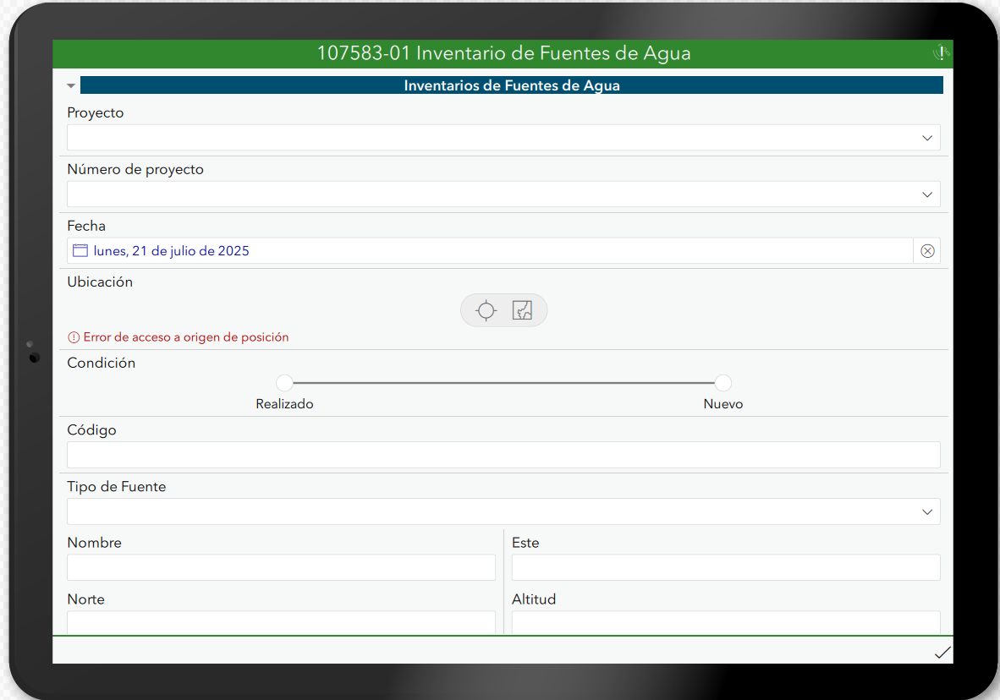 107583-01 Inventario de Fuentes de Agua
Inventarios de Fuentes de Agua
Proyecto
Número de proyecto
Fecha
lunes, 21 de julio de 2025
Ubicación
Error de acceso a origen de posición
Condición
Realizado Nuevo
Código
Tipo de Fuente
Nombre Este
Norte Altitud